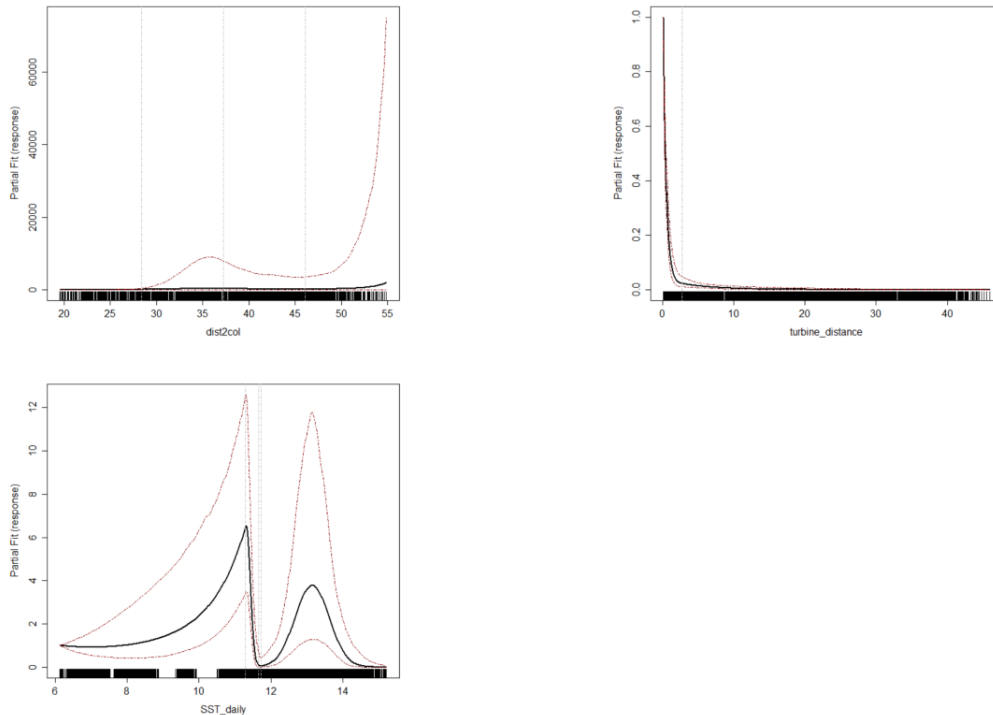 Partial Fit (response)
60000
40000
20000
0
20 25 30 35 40 45 50 55
dist2col
Partial Fit (response)
1.0
0.8
0.6
0.4
0.2
0.0
0 10 20 30 40
turbine_distance
Partial Fit (response)
12
10
8
6
4
2
0
6 8 10 12 14
SST_daily